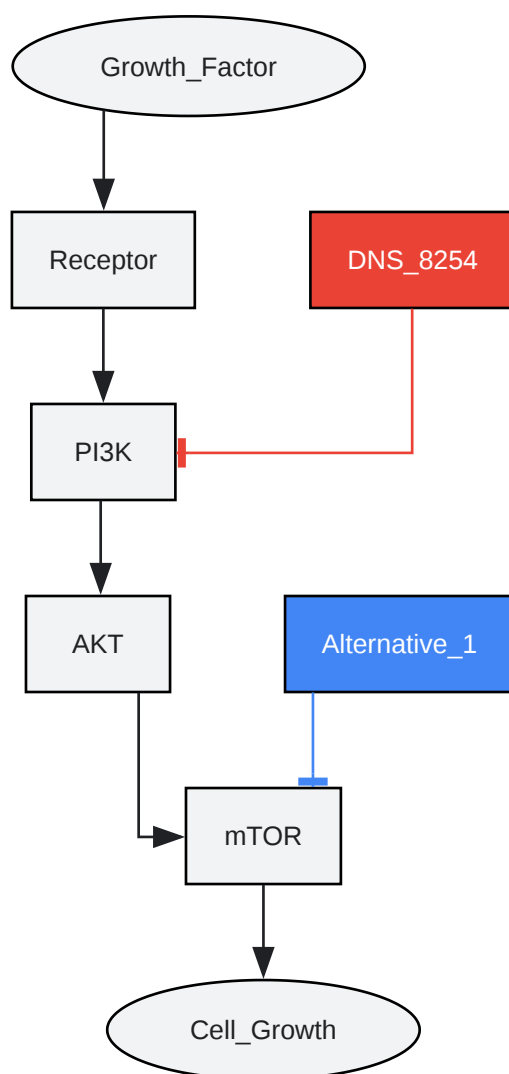 Growth_Factor
Receptor
DNS_8254
PI3K
AKT
Alternative_1
mTOR
Cell_Growth